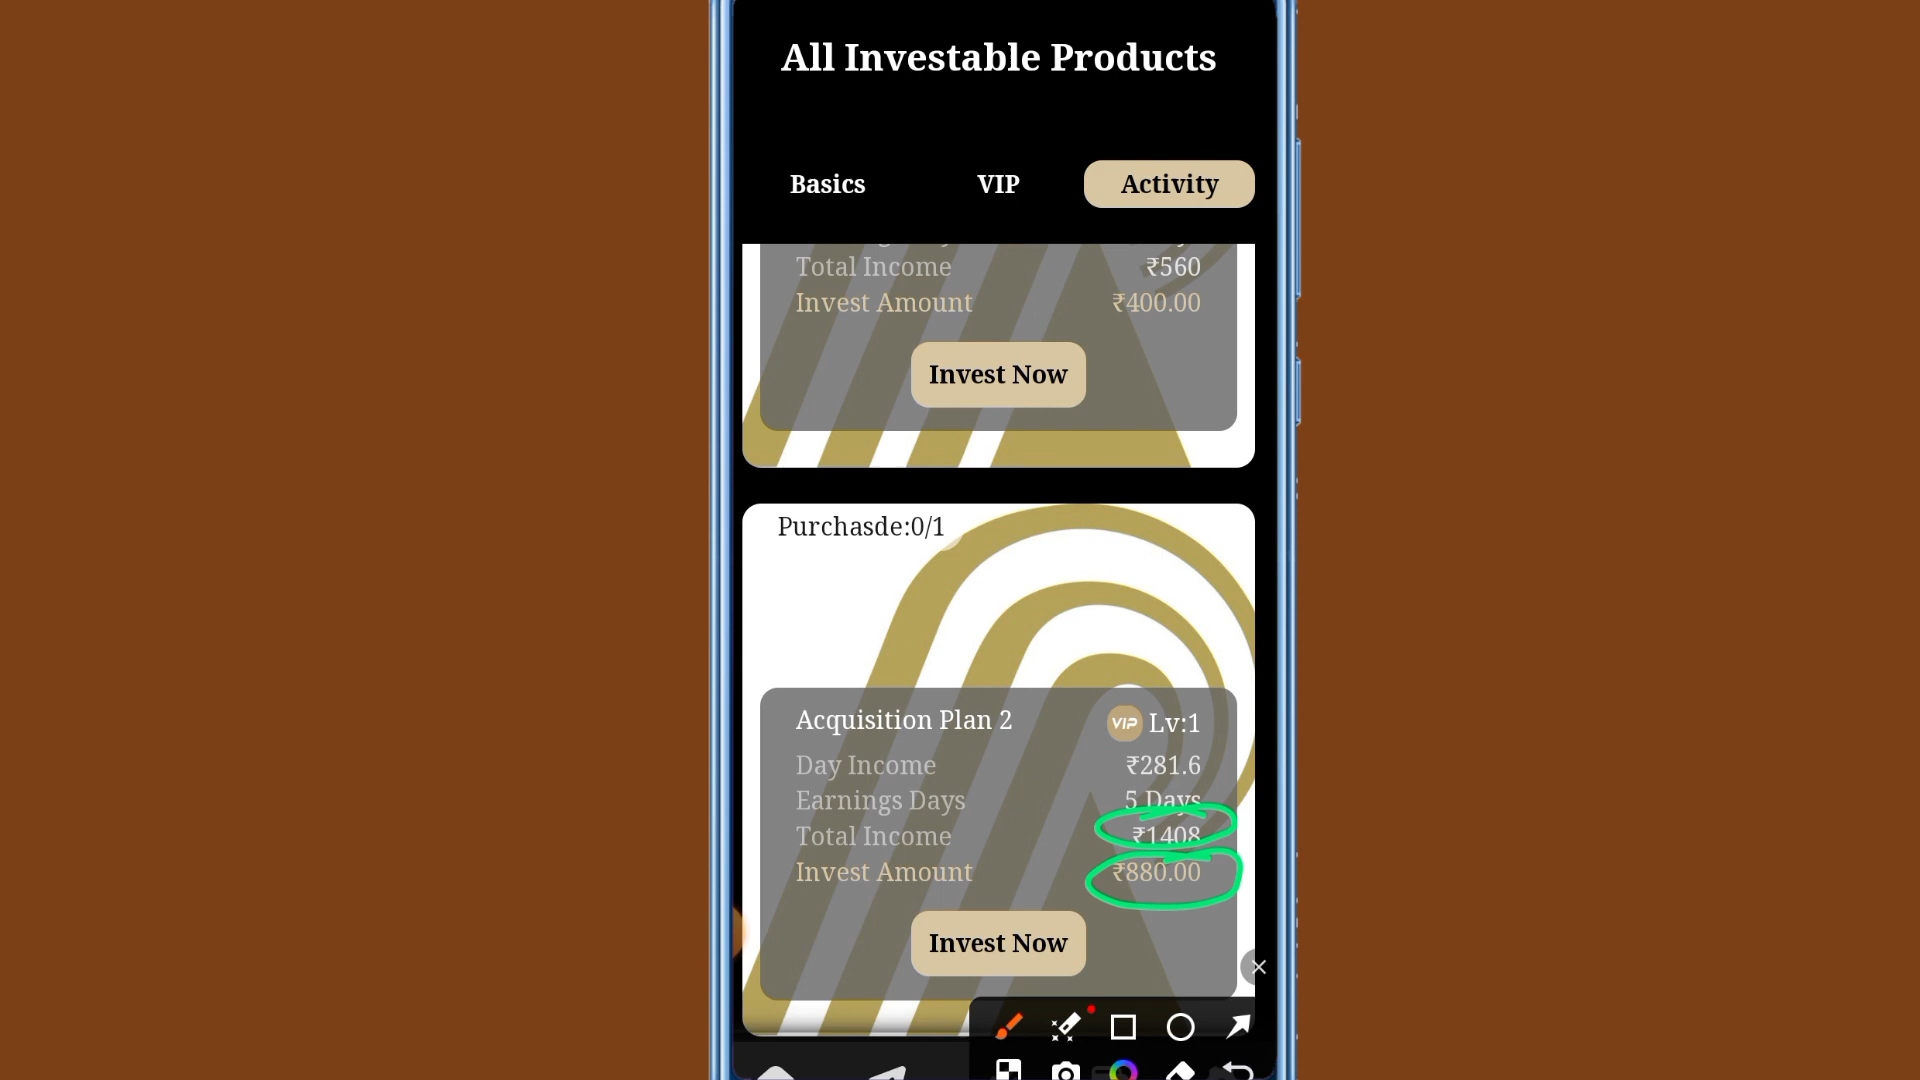 All Investable Products
Basics VIP Activity
Total Income ₹560
Invest Amount ₹400.00
Invest Now
Purchasde:0/1
Acquisition Plan 2 VIP Lv:1
Day Income ₹281.6
Earnings Days 5 Days
Total Income ₹1408
Invest Amount ₹880.00
Invest Now